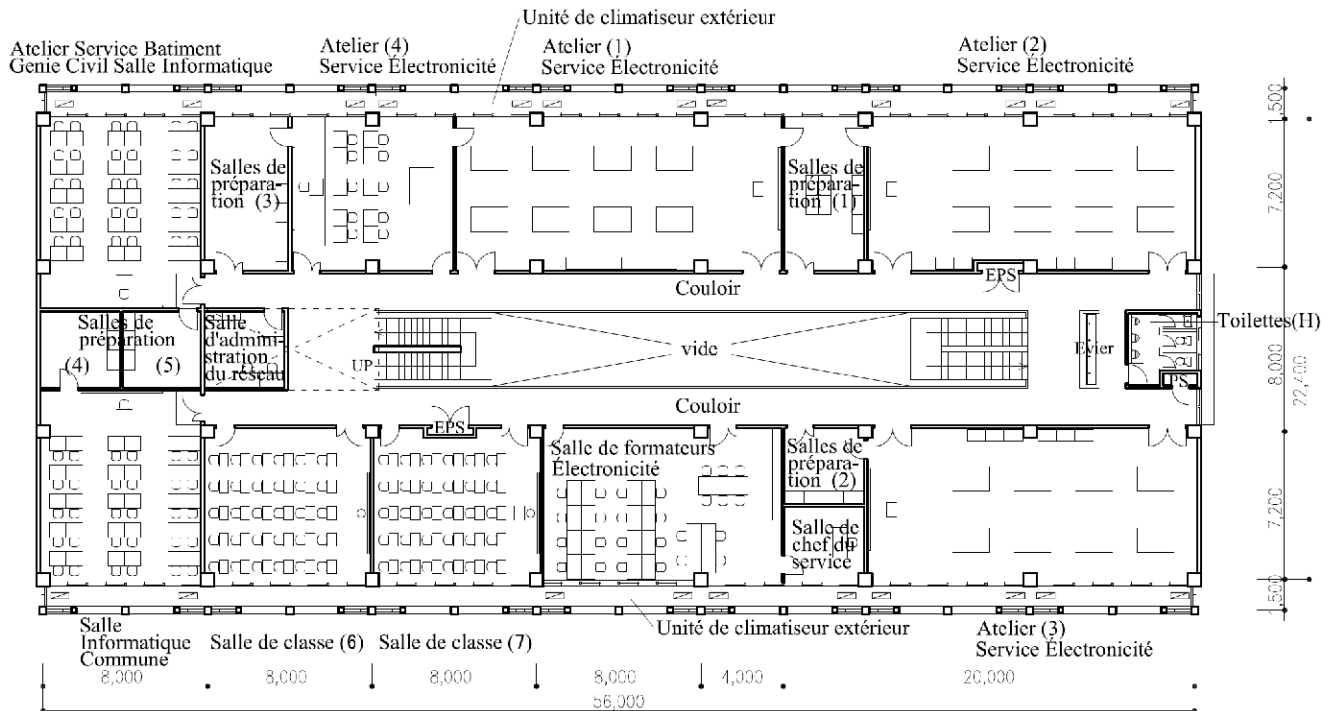 Unité de climatiseur extérieur
Atelier Service Batiment
Genie Civil Salle Informatique
Atelier (4)
Service Électronicité
Atelier (1)
Service Électronicité
Atelier (2)
Service Électronicité
1,500
Salles de
prépara-
tion (3)
Salles de
prépara-
tion (1)
7,200
EPS
Couloir
Salles de
préparation
(4)
(5)
Salle
d'admini-
stration
du réseau
UP
vide
Evier
Toilettes(H)
PS
8,000
22,400
Couloir
EPS
Salle de formateurs
Électronicité
Salles de
prépara-
tion (2)
Salle de
chef du
service
7,200
1,500
Salle
Informatique
Commune
Salle de classe (6)
Salle de classe (7)
Unité de climatiseur extérieur
Atelier (3)
Service Électronicité
8,000
8,000
8,000
8,000
4,000
20,000
56,000